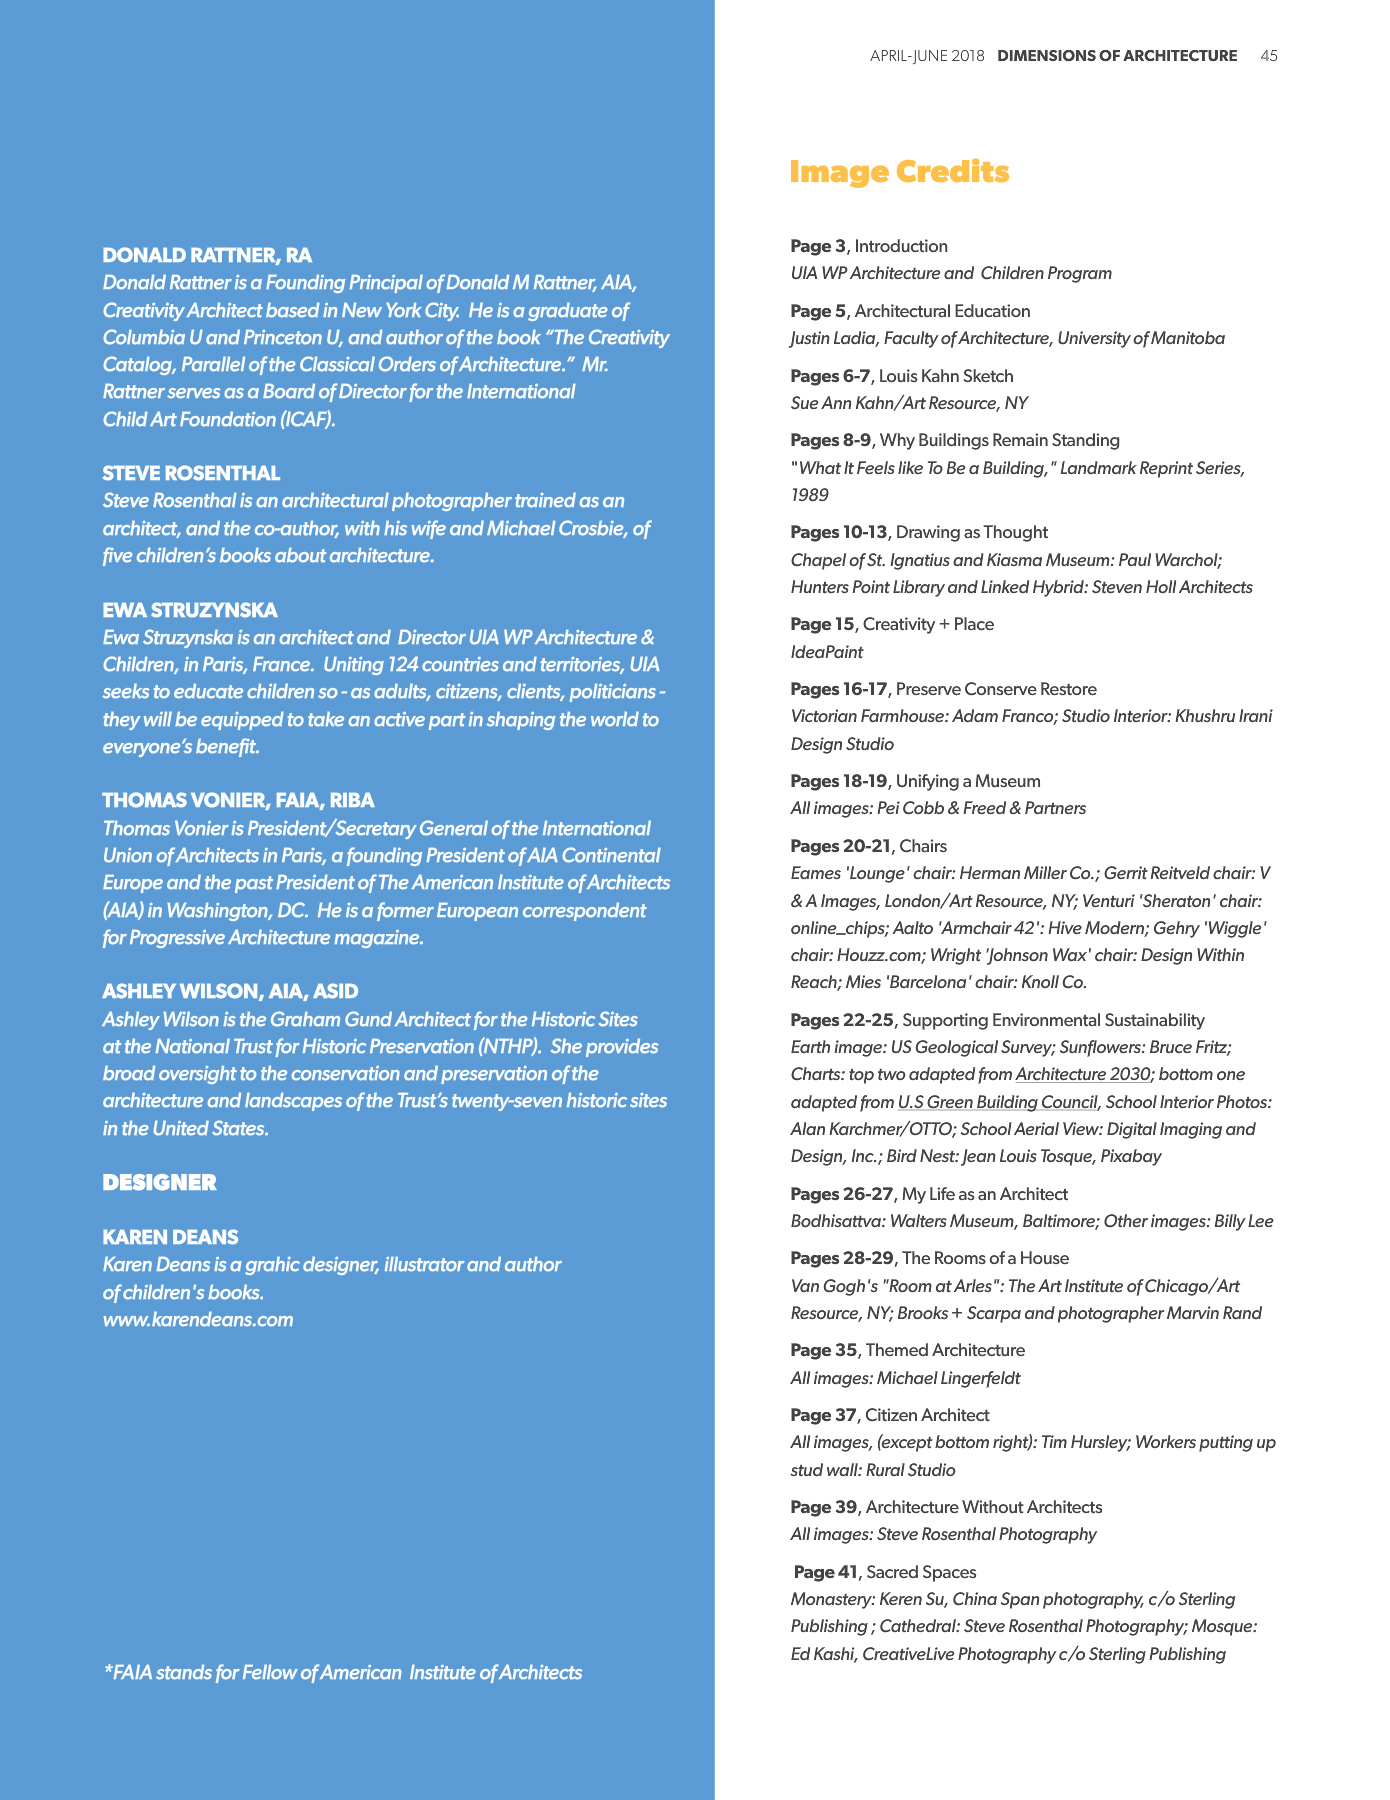 APRIL-JUNE 2018 DIMENSIONS OF ARCHITECTURE 45
DONALD RATTNER, RA
Donald Rattner is a Founding Principal of Donald M Rattner, AIA,
Creativity Architect based in New York City. He is a graduate of
Columbia U and Princeton U, and author of the book “The Creativity
Catalog, Parallel of the Classical Orders of Architecture.” Mr.
Rattner serves as a Board of Director for the International
Child Art Foundation (ICAF).
STEVE ROSENTHAL
Steve Rosenthal is an architectural photographer trained as an
architect, and the co-author, with his wife and Michael Crosbie, of
five children’s books about architecture.
EWA STRUZYNSKA
Ewa Struzynska is an architect and Director UIA WP Architecture &
Children, in Paris, France. Uniting 124 countries and territories, UIA
seeks to educate children so - as adults, citizens, clients, politicians -
they will be equipped to take an active part in shaping the world to
everyone’s benefit.
THOMAS VONIER, FAIA, RIBA
Thomas Vonier is President/Secretary General of the International
Union of Architects in Paris, a founding President of AIA Continental
Europe and the past President of The American Institute of Architects
(AIA) in Washington, DC. He is a former European correspondent
for Progressive Architecture magazine.
ASHLEY WILSON, AIA, ASID
Ashley Wilson is the Graham Gund Architect for the Historic Sites
at the National Trust for Historic Preservation (NTHP). She provides
broad oversight to the conservation and preservation of the
architecture and landscapes of the Trust’s twenty-seven historic sites
in the United States.
DESIGNER
KAREN DEANS
Karen Deans is a grahic designer, illustrator and author
of children's books.
www.karendeans.com
*FAIA stands for Fellow of American Institute of Architects
Image Credits
Page 3, Introduction
UIA WP Architecture and Children Program
Page 5, Architectural Education
Justin Ladia, Faculty of Architecture, University of Manitoba
Pages 6-7, Louis Kahn Sketch
Sue Ann Kahn/Art Resource, NY
Pages 8-9, Why Buildings Remain Standing
"What It Feels like To Be a Building," Landmark Reprint Series,
1989
Pages 10-13, Drawing as Thought
Chapel of St. Ignatius and Kiasma Museum: Paul Warchol;
Hunters Point Library and Linked Hybrid: Steven Holl Architects
Page 15, Creativity + Place
IdeaPaint
Pages 16-17, Preserve Conserve Restore
Victorian Farmhouse: Adam Franco; Studio Interior: Khushru Irani
Design Studio
Pages 18-19, Unifying a Museum
All images: Pei Cobb & Freed & Partners
Pages 20-21, Chairs
Eames 'Lounge' chair: Herman Miller Co.; Gerrit Reitveld chair: V
& A Images, London/Art Resource, NY; Venturi 'Sheraton' chair:
online_chips; Aalto 'Armchair 42': Hive Modern; Gehry 'Wiggle'
chair: Houzz.com; Wright 'Johnson Wax' chair: Design Within
Reach; Mies 'Barcelona' chair: Knoll Co.
Pages 22-25, Supporting Environmental Sustainability
Earth image: US Geological Survey; Sunflowers: Bruce Fritz;
Charts: top two adapted from Architecture 2030; bottom one
adapted from U.S Green Building Council, School Interior Photos:
Alan Karchmer/OTTO; School Aerial View: Digital Imaging and
Design, Inc.; Bird Nest: Jean Louis Tosque, Pixabay
Pages 26-27, My Life as an Architect
Bodhisattva: Walters Museum, Baltimore; Other images: Billy Lee
Pages 28-29, The Rooms of a House
Van Gogh's "Room at Arles": The Art Institute of Chicago/Art
Resource, NY; Brooks + Scarpa and photographer Marvin Rand
Page 35, Themed Architecture
All images: Michael Lingerfeldt
Page 37, Citizen Architect
All images, (except bottom right): Tim Hursley; Workers putting up
stud wall: Rural Studio
Page 39, Architecture Without Architects
All images: Steve Rosenthal Photography
Page 41, Sacred Spaces
Monastery: Keren Su, China Span photography, c/o Sterling
Publishing ; Cathedral: Steve Rosenthal Photography; Mosque:
Ed Kashi, CreativeLive Photography c/o Sterling Publishing